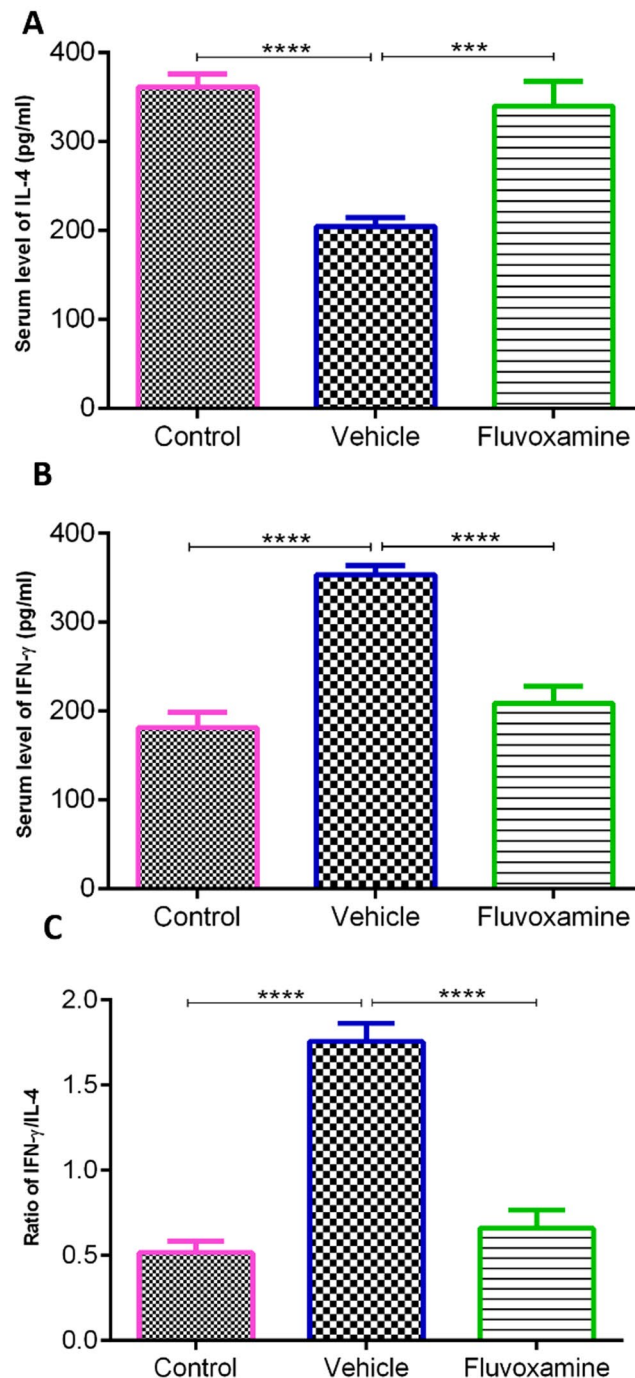 A
Serum level of IL-4 (pg/ml)
400
300
200
100
0
****
***
Control Vehicle Fluvoxamine
B
Serum level of IFN-γ (pg/ml)
400
300
200
100
0
****
****
Control Vehicle Fluvoxamine
C
Ratio of IFN-γ/IL-4
2.0
1.5
1.0
0.5
0.0
****
****
Control Vehicle Fluvoxamine